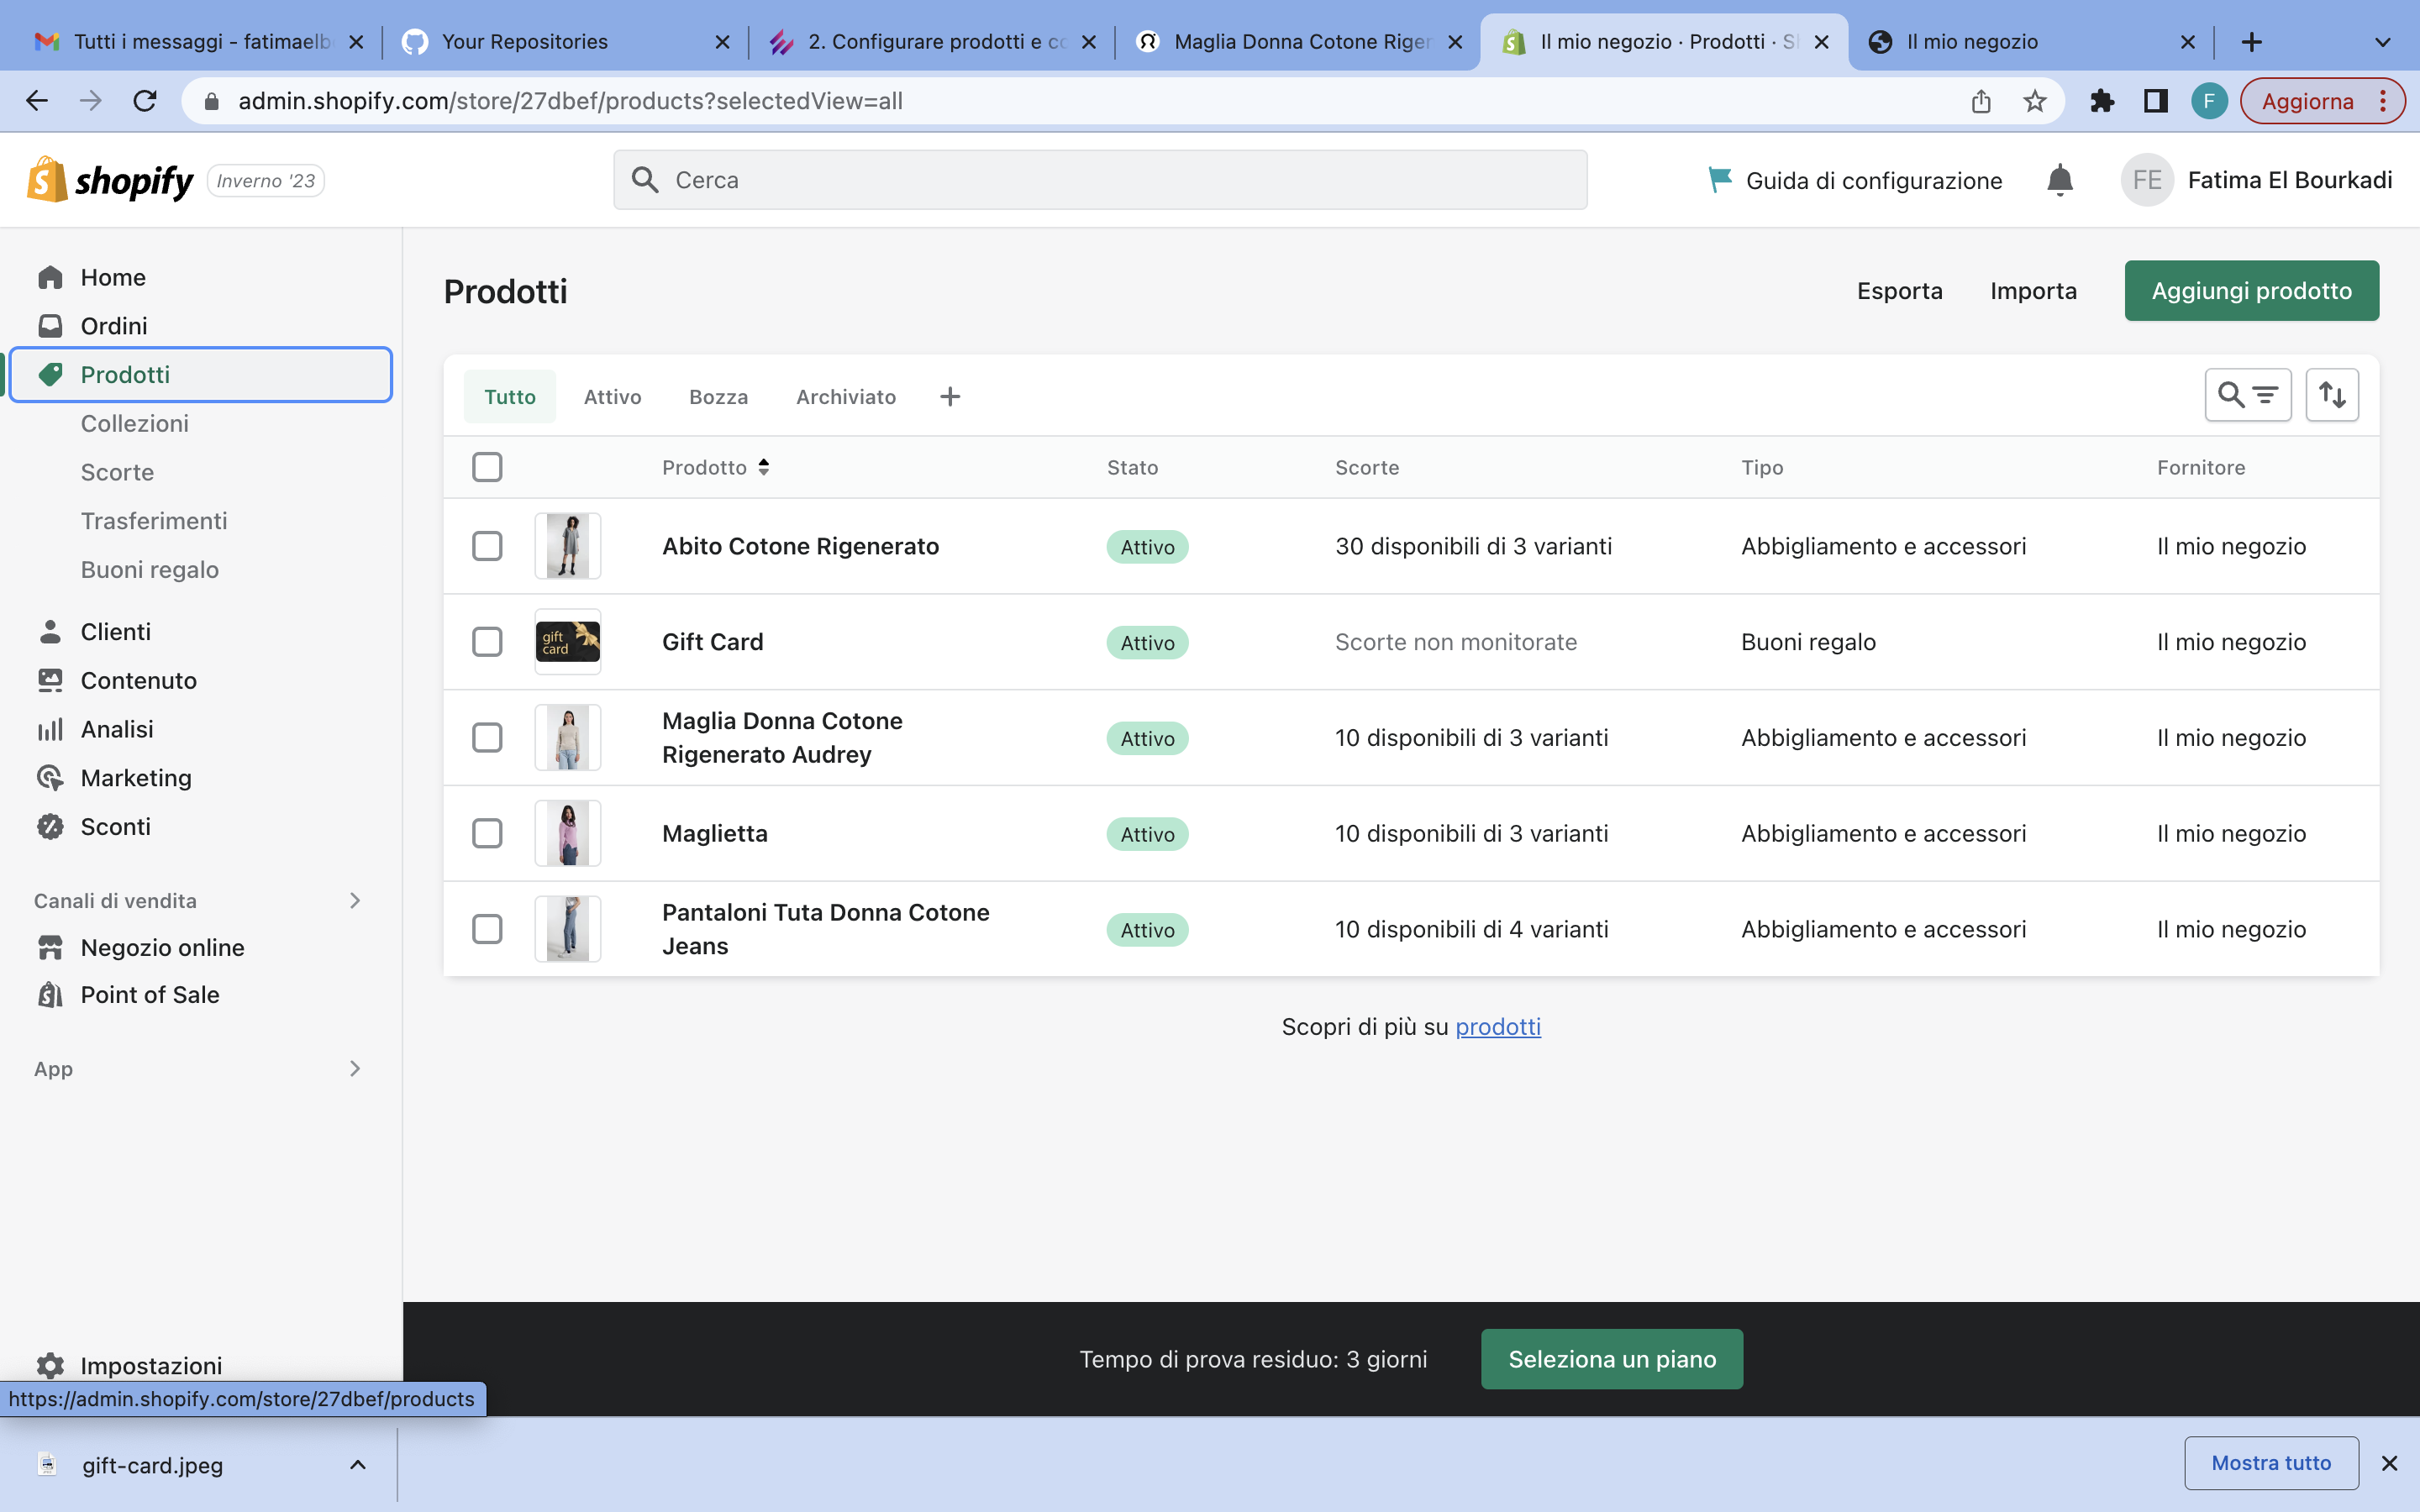 Tutti i messaggi - fatimaelb
Your Repositories
2. Configurare prodotti e co
Maglia Donna Cotone Riger
Il mio negozio · Prodotti · S
Il mio negozio
admin.shopify.com/store/27dbef/products?selectedView=all
F
Aggiorna
shopify
Inverno '23
Cerca
Guida di configurazione
FE
Fatima El Bourkadi
Home
Ordini
Prodotti
Collezioni
Scorte
Trasferimenti
Buoni regalo
Clienti
Contenuto
Analisi
Marketing
Sconti
Canali di vendita
Negozio online
Point of Sale
App
Impostazioni
Prodotti
Esporta
Importa
Aggiungi prodotto
Tutto
Attivo
Bozza
Archiviato
Prodotto
Stato
Scorte
Tipo
Fornitore
Abito Cotone Rigenerato
Attivo
30 disponibili di 3 varianti
Abbigliamento e accessori
Il mio negozio
gift
card
Gift Card
Attivo
Scorte non monitorate
Buoni regalo
Il mio negozio
Maglia Donna Cotone
Rigenerato Audrey
Attivo
10 disponibili di 3 varianti
Abbigliamento e accessori
Il mio negozio
Maglietta
Attivo
10 disponibili di 3 varianti
Abbigliamento e accessori
Il mio negozio
Pantaloni Tuta Donna Cotone
Jeans
Attivo
10 disponibili di 4 varianti
Abbigliamento e accessori
Il mio negozio
Scopri di più su prodotti
Tempo di prova residuo: 3 giorni
Seleziona un piano
https://admin.shopify.com/store/27dbef/products
gift-card.jpeg
Mostra tutto